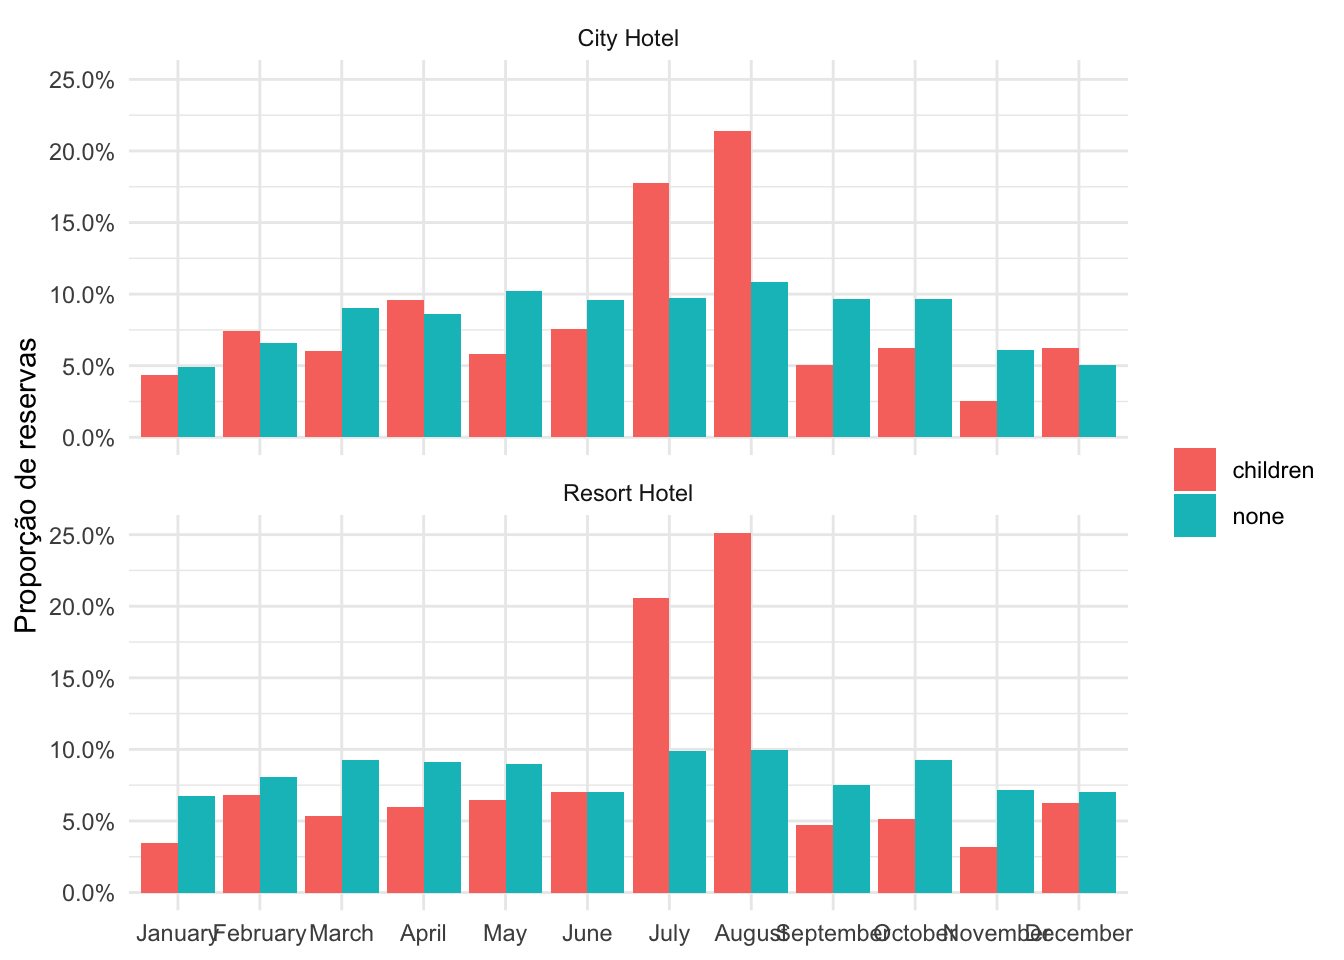 City Hotel
25.0%
20.0%
15.0%
10.0%
5.0%
0.0%
Resort Hotel
25.0%
20.0%
15.0%
10.0%
5.0%
0.0%
January February March April May June July August September October November December
Proporção de reservas
children
none